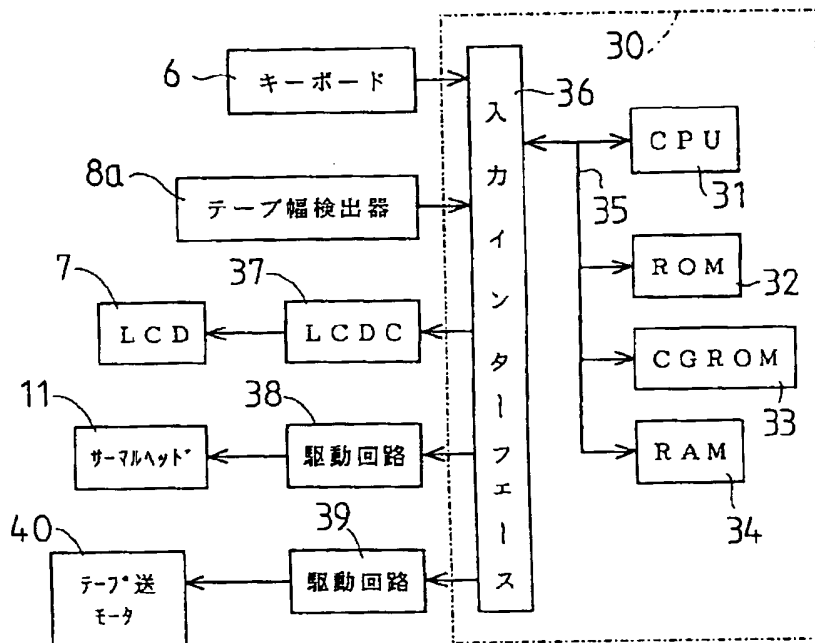 30
6
キーボード
36
入力インターフェース
CPU
31
8a
テープ幅検出器
35
ROM
32
7
LCD
37
LCDC
CGROM
33
11
サーマルヘッド
38
駆動回路
RAM
34
40
テープ送
モータ
39
駆動回路